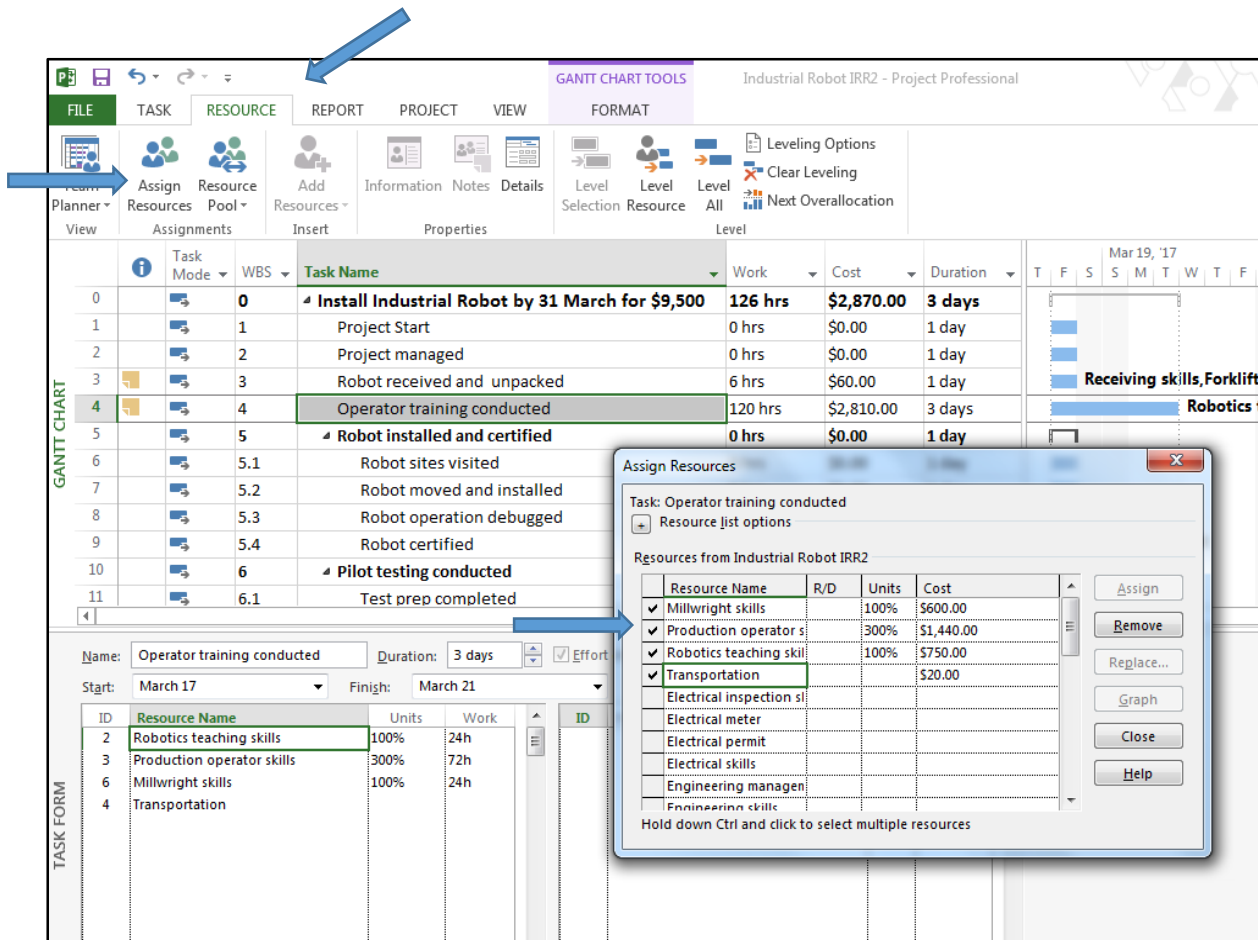 GANTT CHART TOOLS Industrial Robot IRR2 - Project Professional
FILE TASK RESOURCE REPORT PROJECT VIEW FORMAT
Planner Assign Resources Resource Pool Add Resources Information Notes Details Level Selection Level Resource Level All
Leveling Options
Clear Leveling
Next Overallocation
View Assignments Insert Properties Level
Task Mode WBS Task Name Work Cost Duration
Mar 19, '17
T F S S M T W T F
0 0 Install Industrial Robot by 31 March for $9,500 126 hrs $2,870.00 3 days
1 1 Project Start 0 hrs $0.00 1 day
2 2 Project managed 0 hrs $0.00 1 day
3 3 Robot received and unpacked 6 hrs $60.00 1 day Receiving skills,Forklift
4 4 Operator training conducted 120 hrs $2,810.00 3 days Robotics
5 5 Robot installed and certified 0 hrs $0.00 1 day
6 5.1 Robot sites visited
7 5.2 Robot moved and installed
8 5.3 Robot operation debugged
9 5.4 Robot certified
10 6 Pilot testing conducted
11 6.1 Test prep completed
GANTT CHART
Assign Resources
Task: Operator training conducted
+ Resource list options
Resources from Industrial Robot IRR2
Resource Name R/D Units Cost
Millwright skills 100% $600.00
Production operator s 300% $1,440.00
Robotics teaching skil 100% $750.00
Transportation $20.00
Electrical inspection sl
Electrical meter
Electrical permit
Electrical skills
Engineering managen
Engineering skills
Assign
Remove
Replace...
Graph
Close
Help
Hold down Ctrl and click to select multiple resources
Name: Operator training conducted Duration: 3 days Effort
Start: March 17 Finish: March 21
ID Resource Name Units Work ID
2 Robotics teaching skills 100% 24h
3 Production operator skills 300% 72h
6 Millwright skills 100% 24h
4 Transportation
TASK FORM